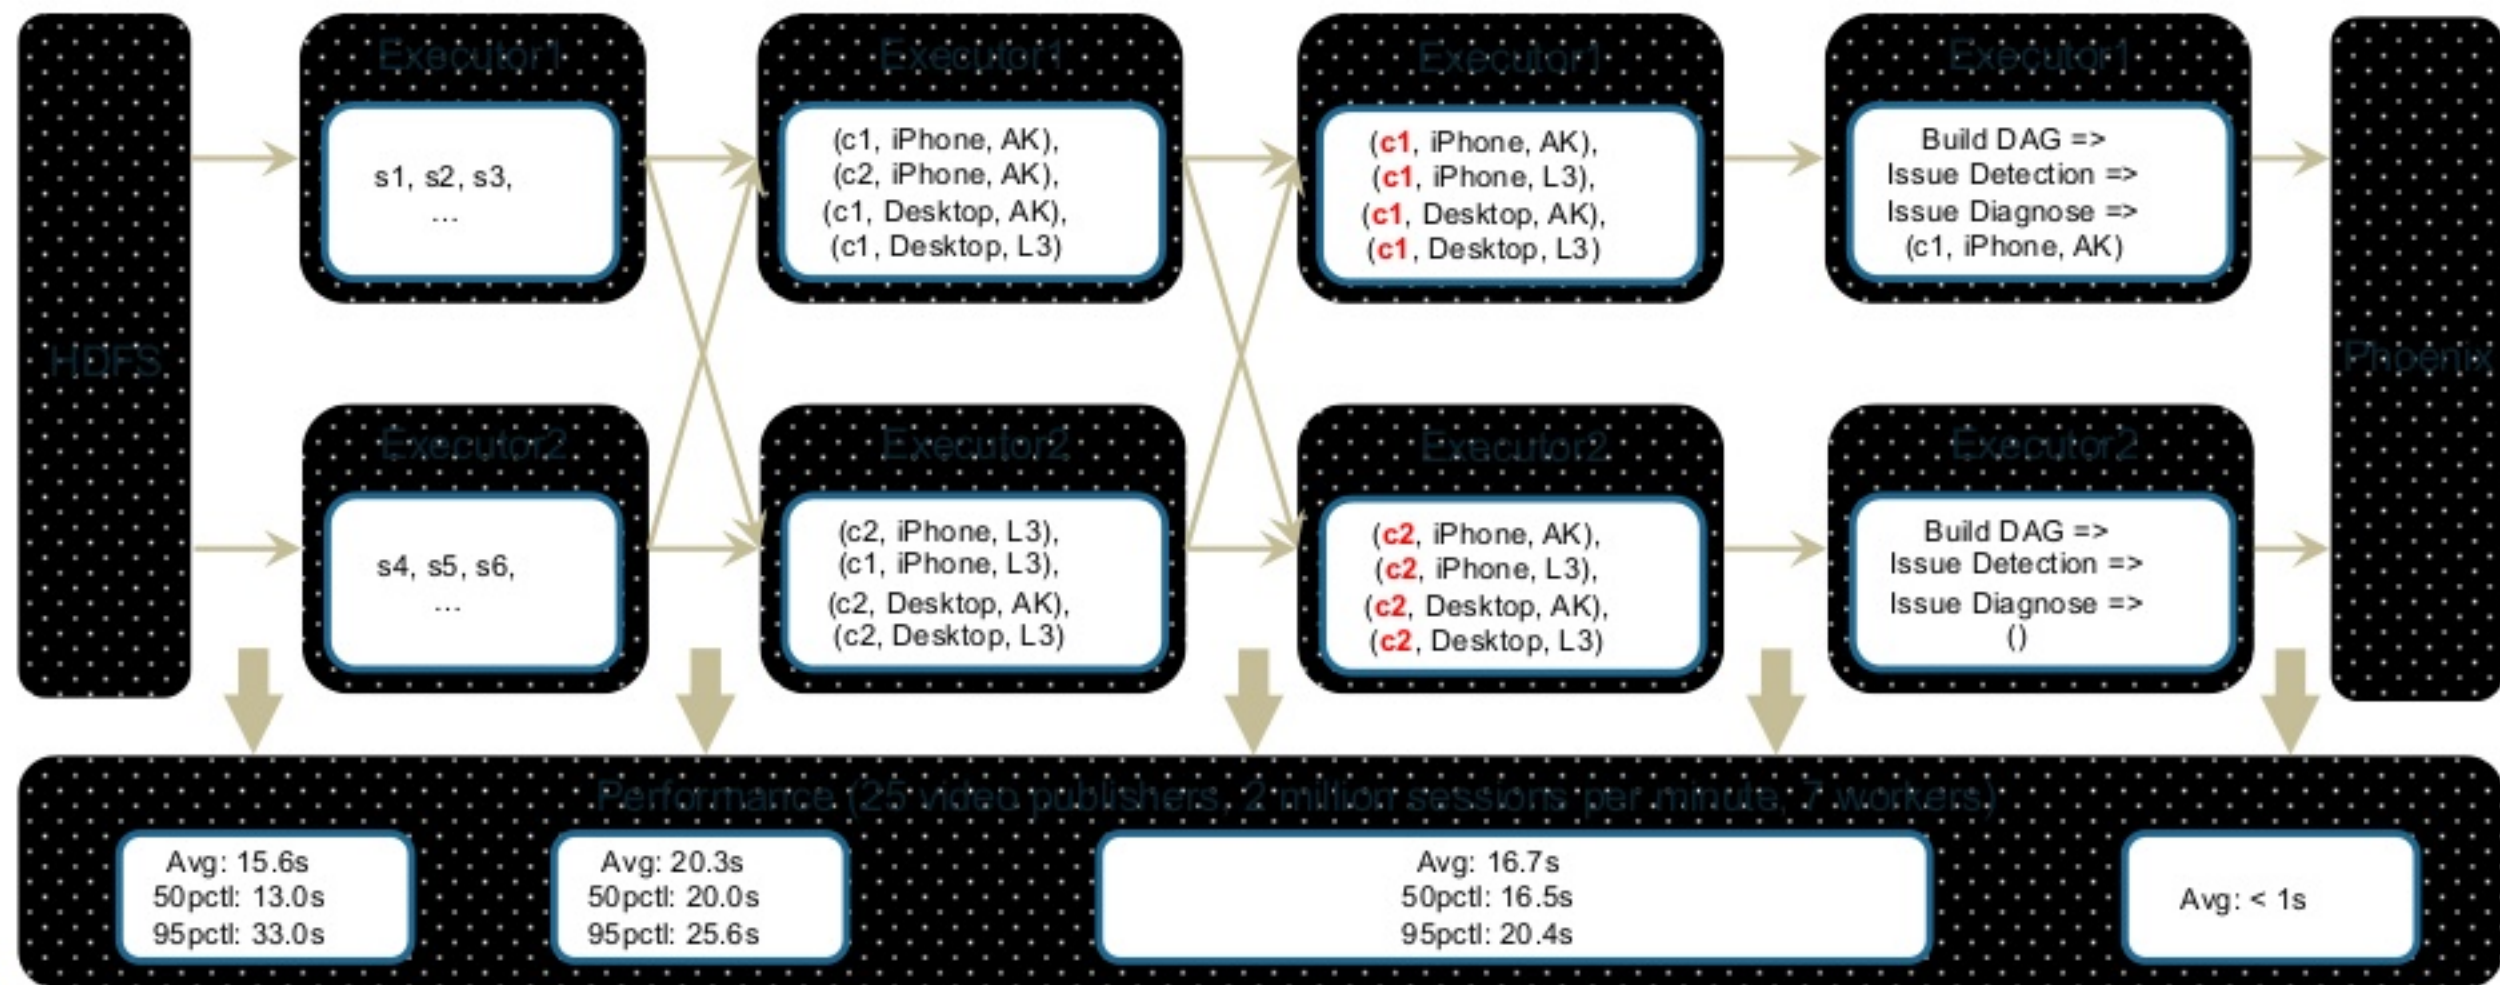 HDFS
Executor1
s1, s2, s3,
...
Executor1
(c1, iPhone, AK),
(c2, iPhone, AK),
(c1, Desktop, AK),
(c1, Desktop, L3)
Executor1
(c1, iPhone, AK),
(c1, iPhone, L3),
(c1, Desktop, AK),
(c1, Desktop, L3)
Executor1
Build DAG =>
Issue Detection =>
Issue Diagnose =>
(c1, iPhone, AK)
Phoenix
Executor2
s4, s5, s6,
...
Executor2
(c2, iPhone, L3),
(c1, iPhone, L3),
(c2, Desktop, AK),
(c2, Desktop, L3)
Executor2
(c2, iPhone, AK),
(c2, iPhone, L3),
(c2, Desktop, AK),
(c2, Desktop, L3)
Executor2
Build DAG =>
Issue Detection =>
Issue Diagnose =>
()
Performance (25 video publishers, 2 million sessions per minute, 7 workers)
Avg: 15.6s
50pctl: 13.0s
95pctl: 33.0s
Avg: 20.3s
50pctl: 20.0s
95pctl: 25.6s
Avg: 16.7s
50pctl: 16.5s
95pctl: 20.4s
Avg: < 1s